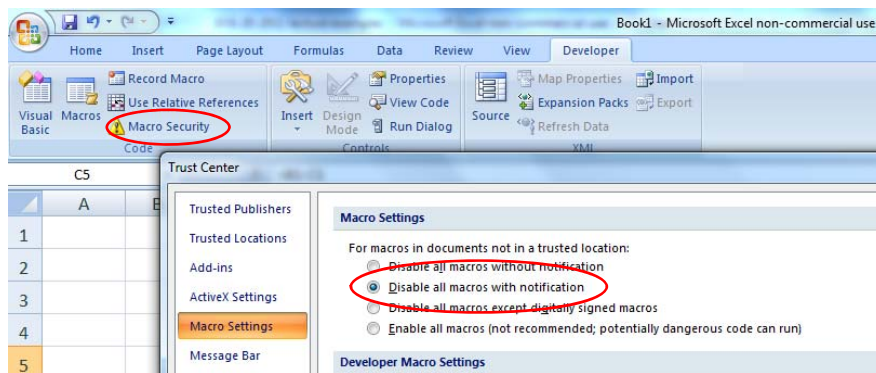 Book1 - Microsoft Excel non-commercial use
Home Insert Page Layout Formulas Data Review View Developer
Visual Basic
Macros
Record Macro
Use Relative References
Macro Security
Code
Insert
Design Mode
Properties
View Code
Run Dialog
Controls
Source
Map Properties
Expansion Packs
Refresh Data
Import
Export
XML
C5
A
1
2
3
4
5
Trust Center
Trusted Publishers
Trusted Locations
Add-ins
ActiveX Settings
Macro Settings
Message Bar
Macro Settings
For macros in documents not in a trusted location:
Disable all macros without notification
Disable all macros with notification
Disable all macros except digitally signed macros
Enable all macros (not recommended; potentially dangerous code can run)
Developer Macro Settings